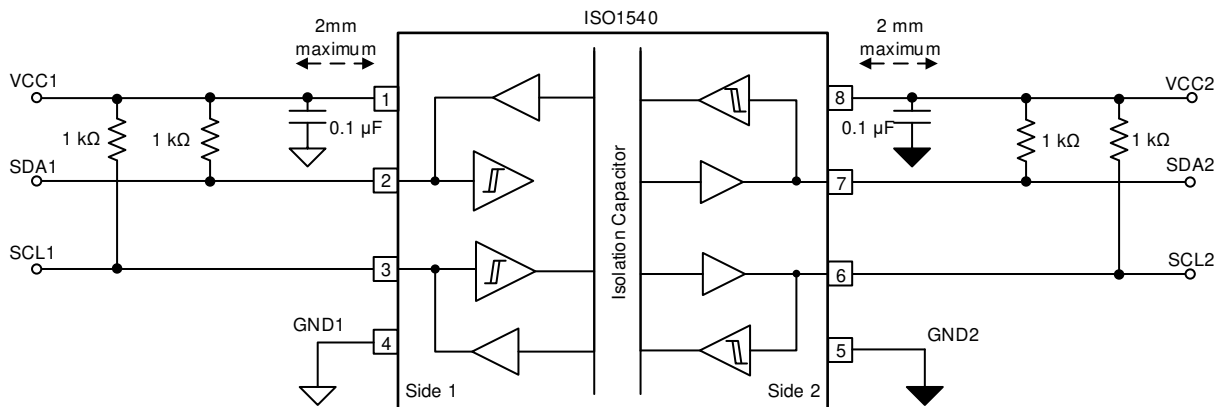 ISO1540
2mm
maximum
2 mm
maximum
VCC1
1
8
VCC2
1 kΩ
1 kΩ
0.1 µF
0.1 µF
1 kΩ
1 kΩ
SDA1
2
7
SDA2
Isolation Capacitor
SCL1
3
6
SCL2
GND1
4
5
GND2
Side 1
Side 2